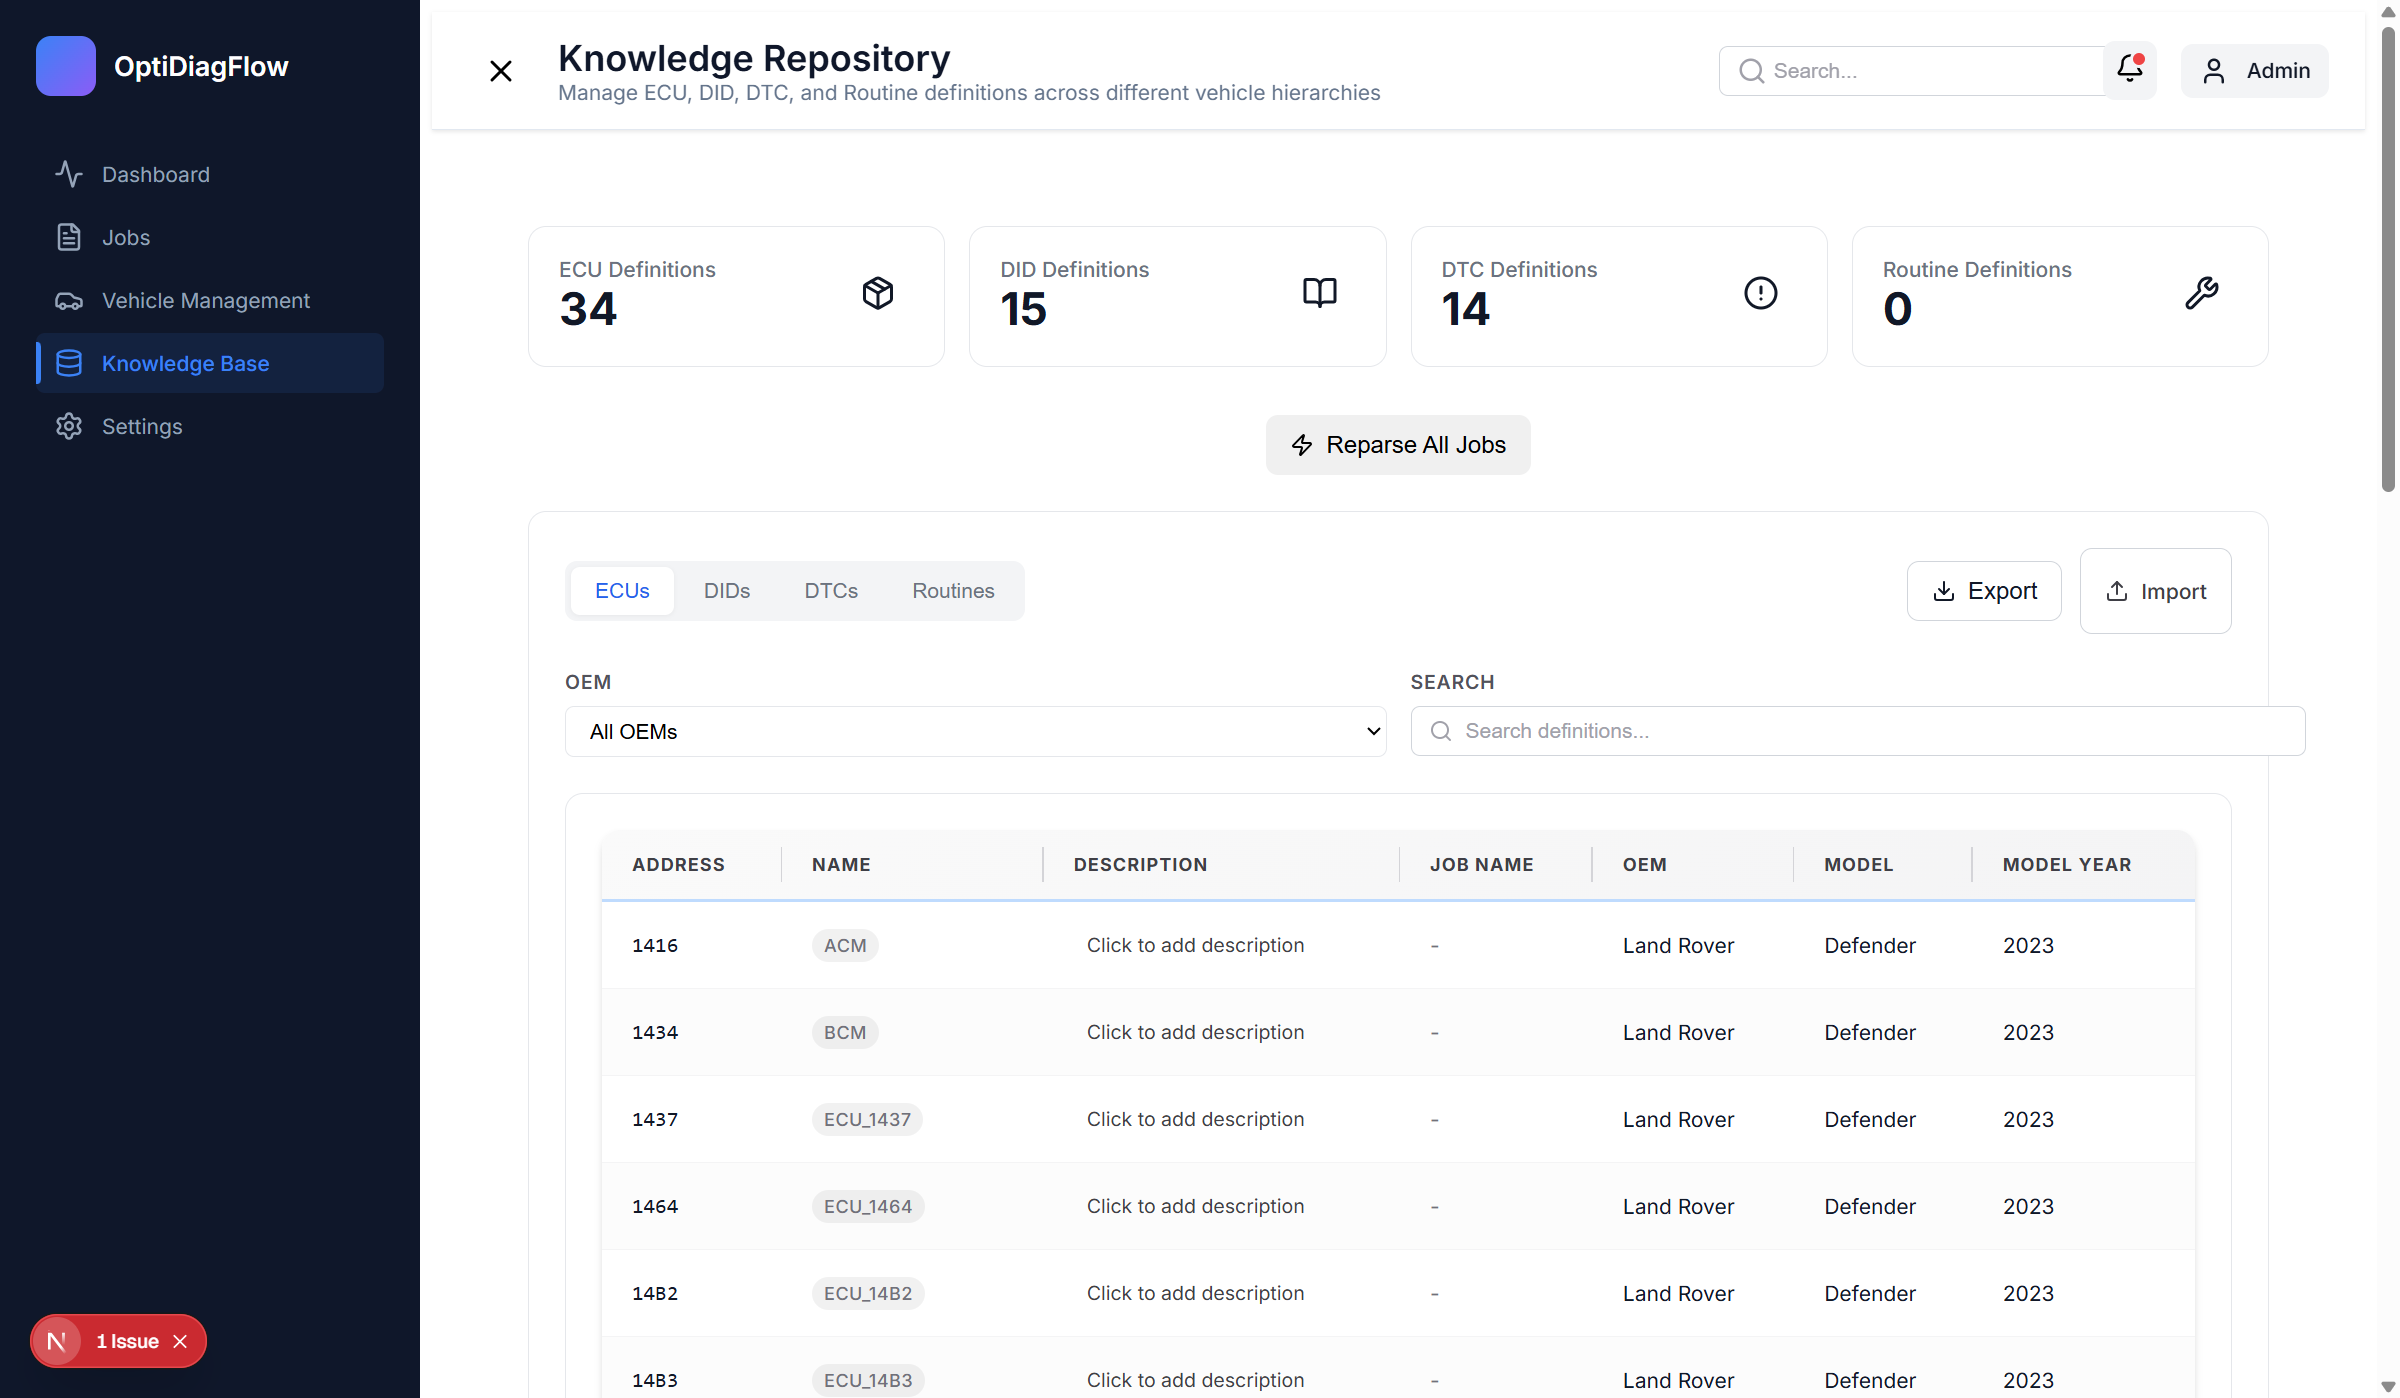 OptiDiagFlow
Dashboard
Jobs
Vehicle Management
Knowledge Base
Settings
1 Issue
Knowledge Repository
Manage ECU, DID, DTC, and Routine definitions across different vehicle hierarchies
Search...
Admin
ECU Definitions
34
DID Definitions
15
DTC Definitions
14
Routine Definitions
0
Reparse All Jobs
ECUs DIDs DTCs Routines
Export
Import
OEM
All OEMs
SEARCH
Search definitions...
ADDRESS NAME DESCRIPTION JOB NAME OEM MODEL MODEL YEAR
1416 ACM Click to add description - Land Rover Defender 2023
1434 BCM Click to add description - Land Rover Defender 2023
1437 ECU_1437 Click to add description - Land Rover Defender 2023
1464 ECU_1464 Click to add description - Land Rover Defender 2023
14B2 ECU_14B2 Click to add description - Land Rover Defender 2023
14B3 ECU_14B3 Click to add description - Land Rover Defender 2023